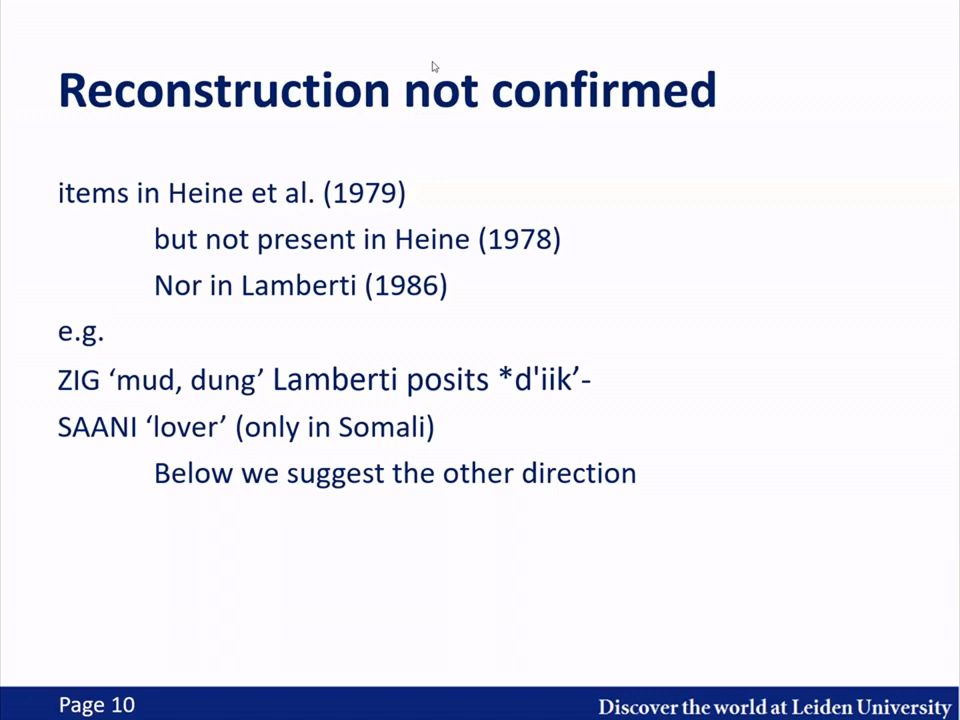 Reconstruction not confirmed
items in Heine et al. (1979)
but not present in Heine (1978)
Nor in Lamberti (1986)
e.g.
ZIG ‘mud, dung’ Lamberti posits *d'iik’-
SAANI ‘lover’ (only in Somali)
Below we suggest the other direction
Page 10
Discover the world at Leiden University